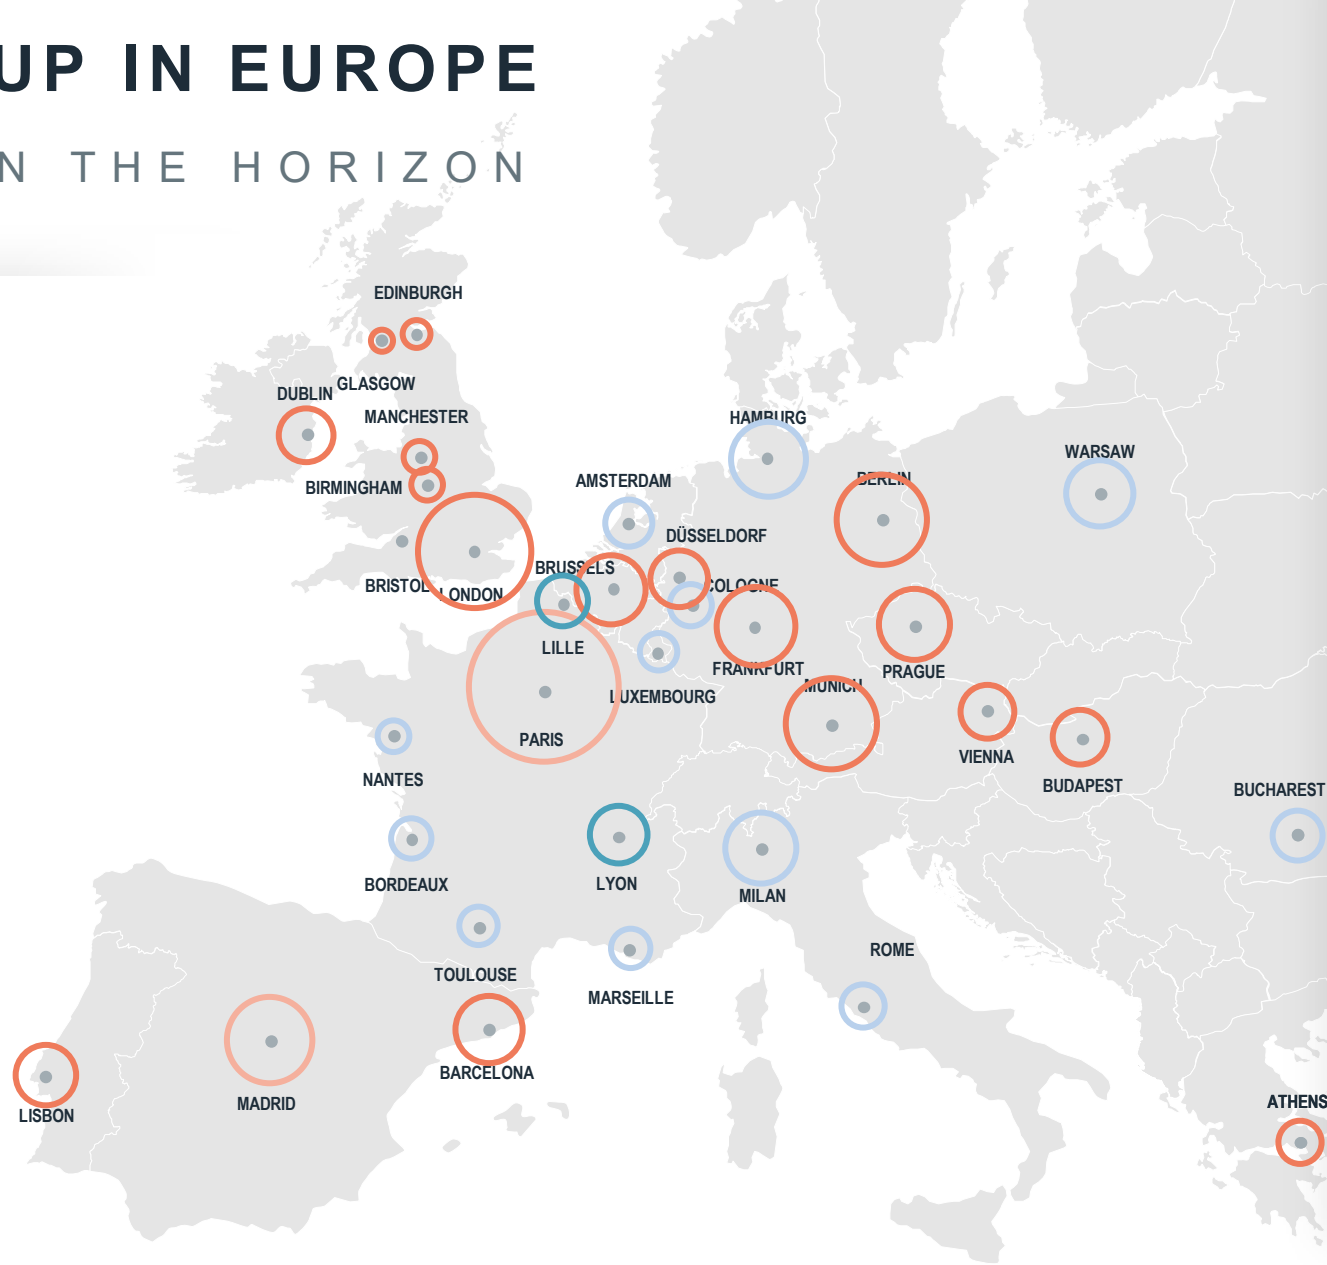 UP IN EUROPE
N THE HORIZON
EDINBURGH
GLASGOW
DUBLIN
MANCHESTER
HAMBURG
WARSAW
BIRMINGHAM
AMSTERDAM
BERLIN
DÜSSELDORF
BRUSSELS
BRISTOL
LONDON
COLOGNE
LILLE
FRANKFURT
PRAGUE
MUNICH
LUXEMBOURG
PARIS
VIENNA
NANTES
BUDAPEST
BUCHAREST
BORDEAUX
LYON
MILAN
ROME
TOULOUSE
MARSEILLE
BARCELONA
MADRID
LISBON
ATHENS